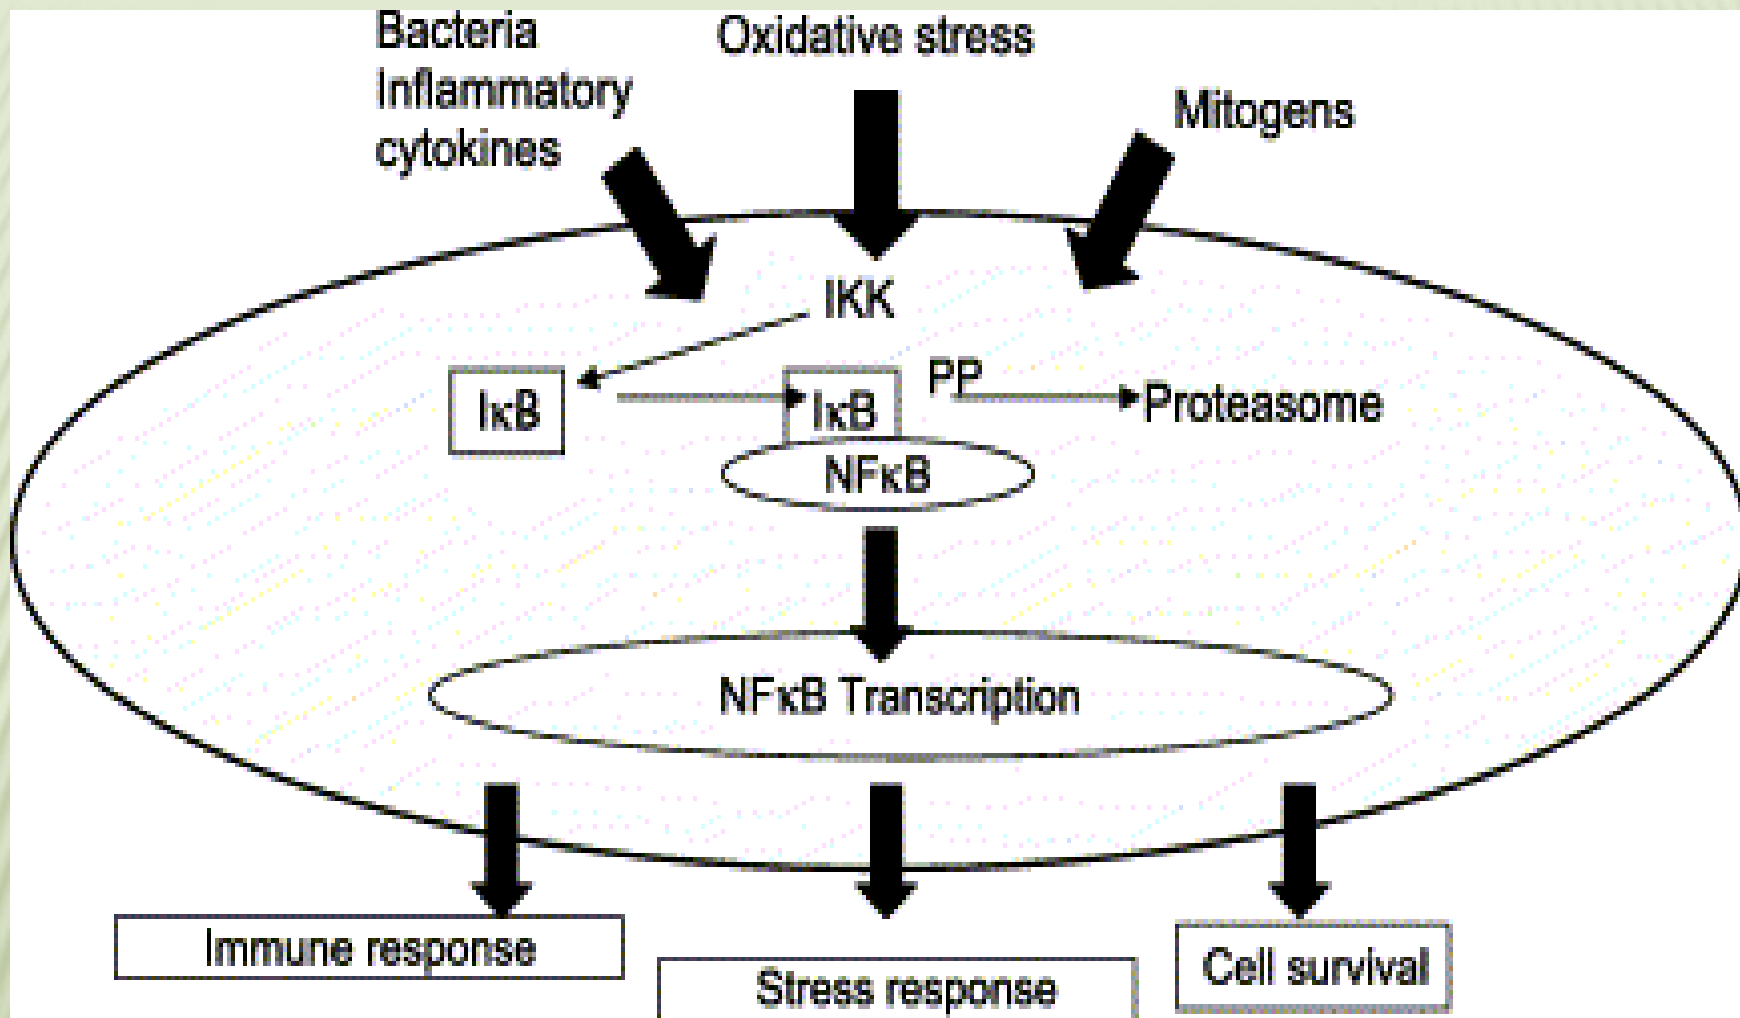 Bacteria
Inflammatory
cytokines
Oxidative stress
Mitogens
IKK
IκB
IκB
PP
Proteasome
NFκB
NFκB Transcription
Immune response
Stress response
Cell survival